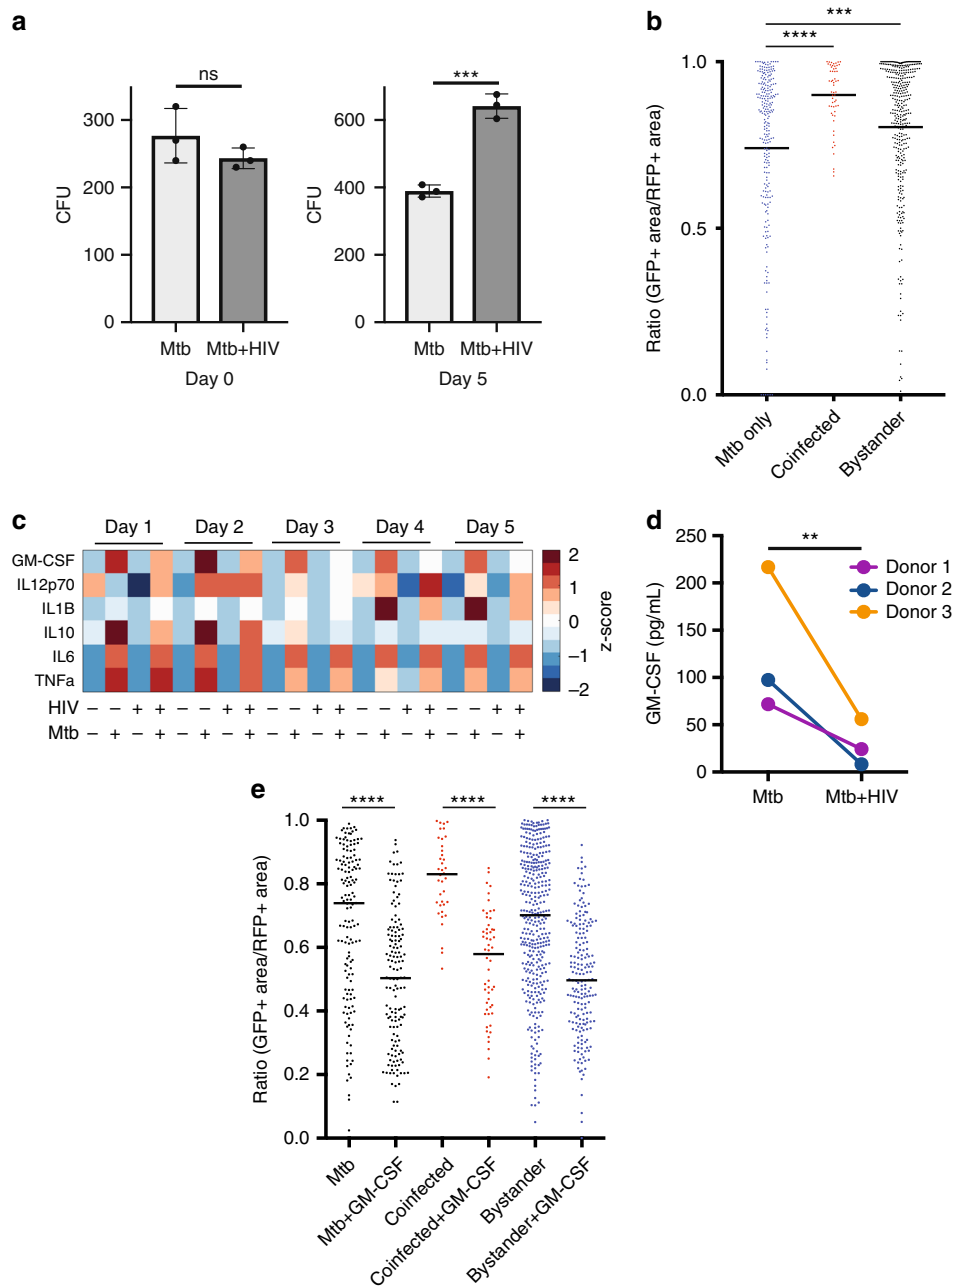 a
ns
CFU
300
200
100
0
Mtb
Mtb+HIV
Day 0
***
CFU
600
400
200
0
Mtb
Mtb+HIV
Day 5
b
***
****
Ratio (GFP+ area/RFP+ area)
1.0
0.5
0.0
Mtb only
Coinfected
Bystander
c
Day 1 Day 2 Day 3 Day 4 Day 5
GM-CSF
IL12p70
IL1B
IL10
IL6
TNFa
HIV – – + + – – + + – – + + – – + + – – + +
Mtb – + – + – + – + – + – + – + – + – + – +
2
1
0
–1
–2
z-score
d
GM-CSF (pg/mL)
250
200
150
100
50
0
**
Donor 1
Donor 2
Donor 3
Mtb
Mtb+HIV
e
**** **** ****
Ratio (GFP+ area/RFP+ area)
1.0
0.8
0.6
0.4
0.2
0.0
Mtb
Mtb+GM-CSF
Coinfected
Coinfected+GM-CSF
Bystander
Bystander+GM-CSF